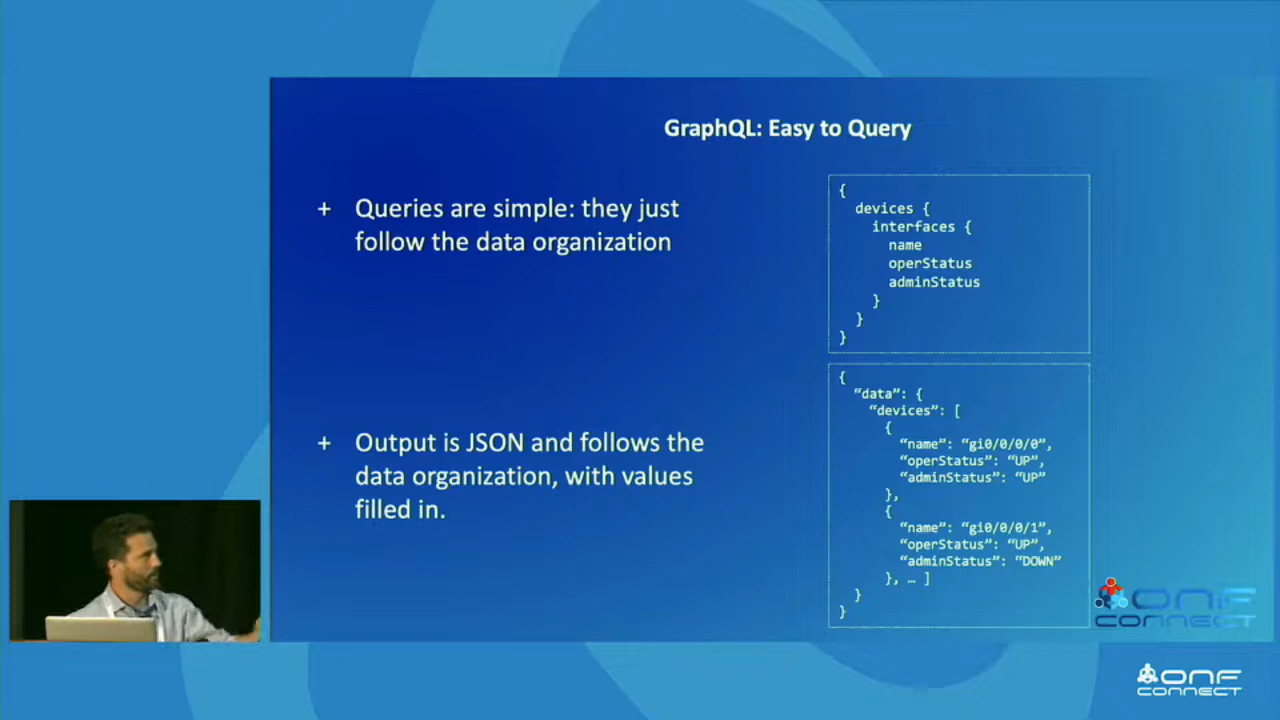 GraphQL: Easy to Query
+ Queries are simple: they just
follow the data organization
{
devices {
interfaces {
name
operStatus
adminStatus
}
}
}
+ Output is JSON and follows the
data organization, with values
filled in.
{
“data”: {
“devices”: [
{
“name”: “gi0/0/0/0”,
“operStatus”: “UP”,
“adminStatus”: “UP”
},
{
“name”: “gi0/0/0/1”,
“operStatus”: “UP”,
“adminStatus”: “DOWN”
}, … ]
}
}
ONF
CONNECT
ONF
CONNECT